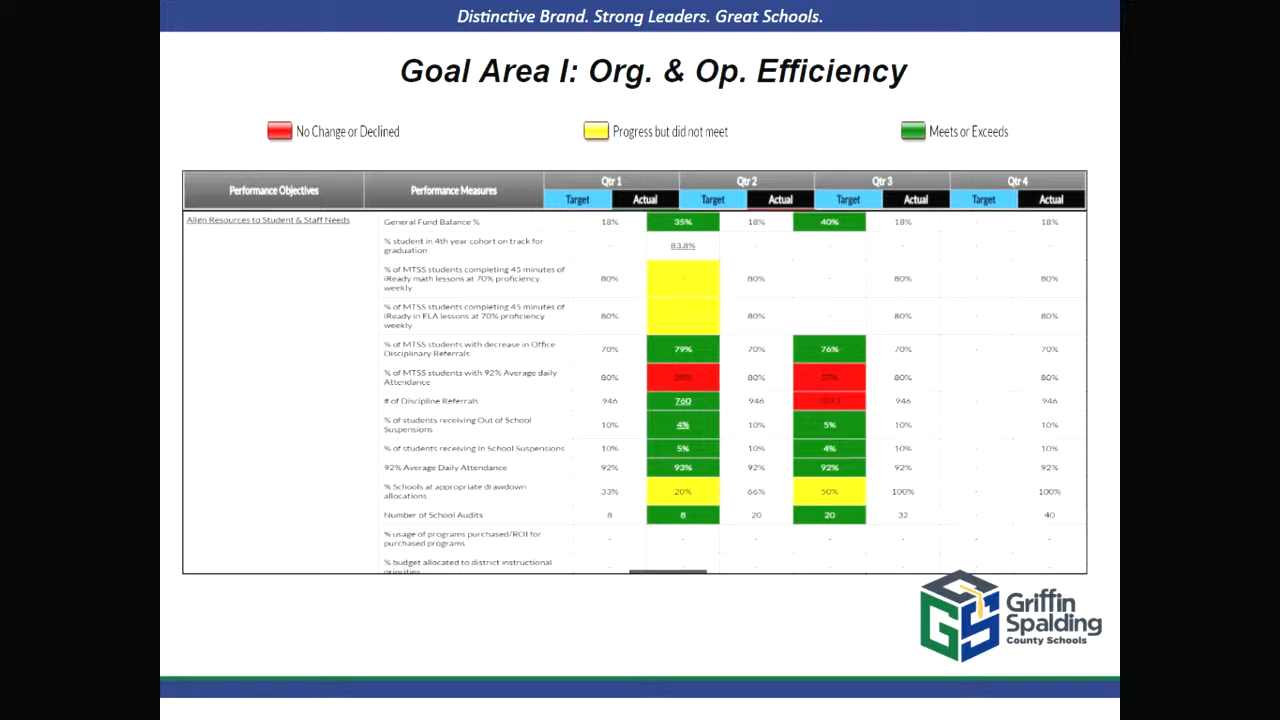 Distinctive Brand. Strong Leaders. Great Schools.
Goal Area I: Org. & Op. Efficiency
No Change or Declined
Progress but did not meet
Meets or Exceeds
Performance Objectives Performance Measures Qtr 1 Qtr 2 Qtr 3 Qtr 4
Target Actual Target Actual Target Actual Target Actual
Align Resources to Student & Staff Needs General Fund Balance % 18% 35% 18% 40% 18% 18%
% student in 4th year cohort on track for
graduation - 83.8% - - - - -
% of MTSS students completing 45 minutes of
iReady math lessons at 70% proficiency
weekly 80% - 80% - 80% - 80%
% of MTSS students completing 45 minutes of
iReady in ELA lessons at 70% proficiency
weekly 80% - 80% - 80% - 80%
% of MTSS students with decrease in Office
Disciplinary Referrals 70% 79% 70% 76% 70% - 70%
% of MTSS students with 92% Average daily
Attendance 80% 80% 80% - 80%
# of Discipline Referrals 946 760 946 946 - 946
% of students receiving Out of School
Suspensions 10% 4% 10% 5% 10% - 10%
% of students receiving In School Suspensions 10% 5% 10% 4% 10% - 10%
92% Average Daily Attendance 92% 93% 92% 92% 92% - 92%
% Schools at appropriate drawdown
allocations 33% 20% 66% 50% 100% - 100%
Number of School Audits 8 8 20 20 32 - 40
% usage of programs purchased/ROI for
purchased programs - - - - - - -
% budget allocated to district instructional
priorities - - - - - - -
GCS
Griffin
Spalding
County Schools